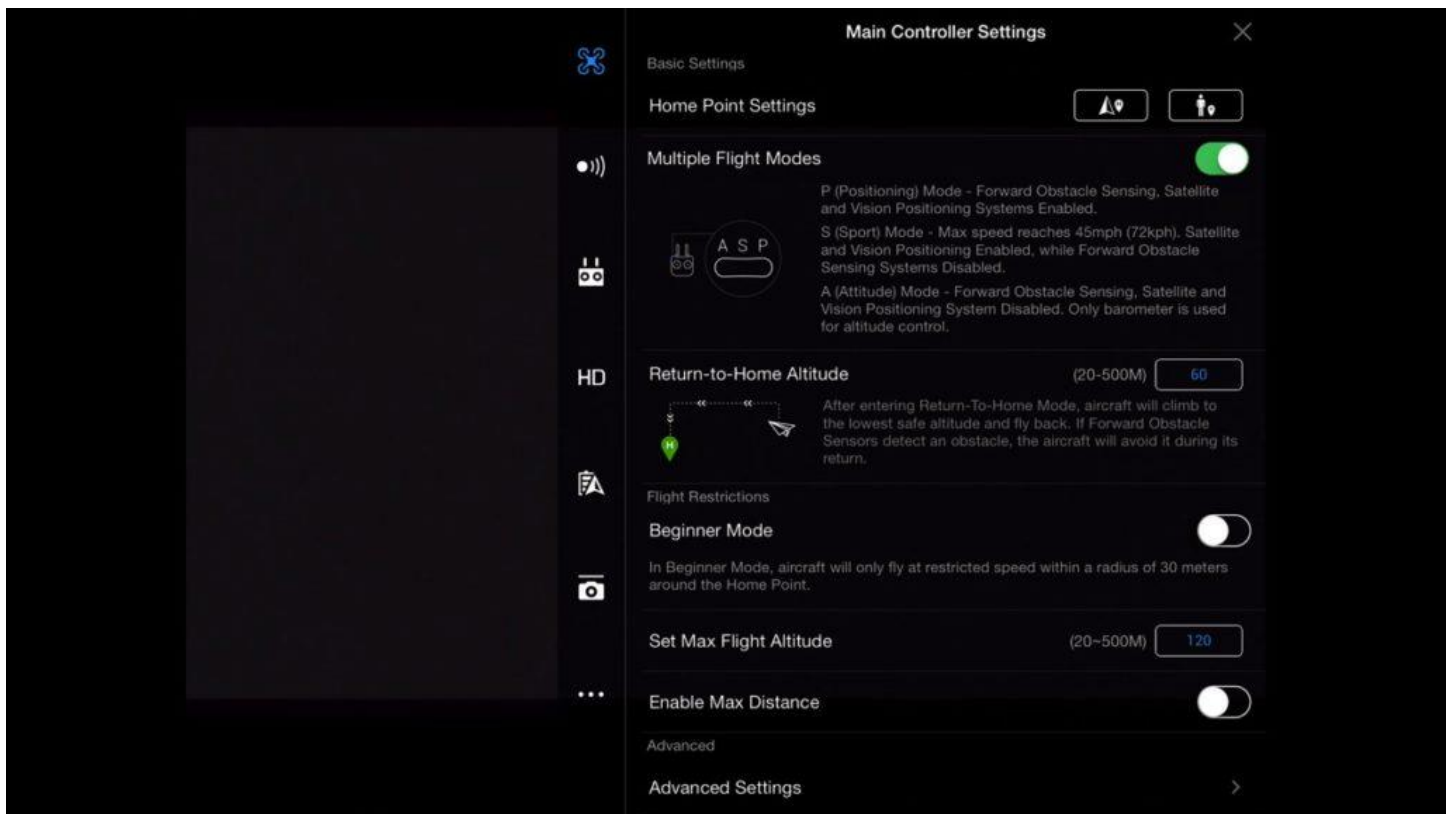 Main Controller Settings
Basic Settings
Home Point Settings
Multiple Flight Modes
P (Positioning) Mode - Forward Obstacle Sensing, Satellite
and Vision Positioning Systems Enabled.
S (Sport) Mode - Max speed reaches 45mph (72kph). Satellite
and Vision Positioning Enabled, while Forward Obstacle
Sensing Systems Disabled.
A (Attitude) Mode - Forward Obstacle Sensing, Satellite and
Vision Positioning System Disabled. Only barometer is used
for altitude control.
A S P
HD
Return-to-Home Altitude (20-500M) 60
After entering Return-To-Home Mode, aircraft will climb to
the lowest safe altitude and fly back. If Forward Obstacle
Sensors detect an obstacle, the aircraft will avoid it during its
return.
H
Flight Restrictions
Beginner Mode
In Beginner Mode, aircraft will only fly at restricted speed within a radius of 30 meters
around the Home Point.
Set Max Flight Altitude (20~500M) 120
Enable Max Distance
Advanced
Advanced Settings